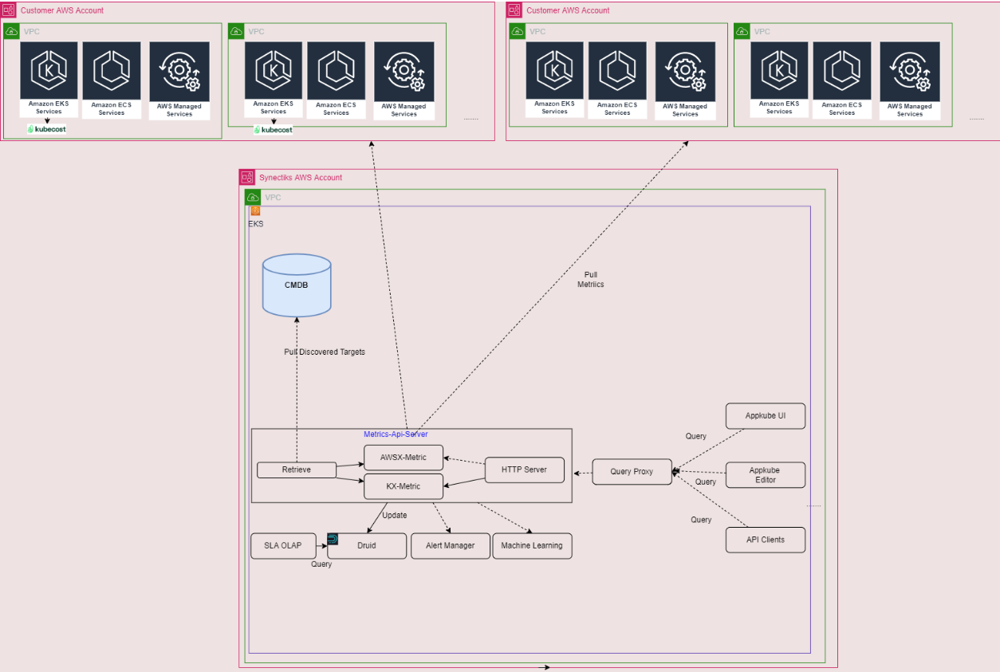 Customer AWS Account
Customer AWS Account
VPC
VPC
VPC
VPC
Amazon EKS
Services
Amazon ECS
Services
AWS Managed
Services
Amazon EKS
Services
Amazon ECS
Services
AWS Managed
Services
Amazon EKS
Services
Amazon ECS
Services
AWS Managed
Services
Amazon EKS
Services
Amazon ECS
Services
AWS Managed
Services
.......
.......
kubecost
kubecost
Synectiks AWS Account
VPC
EKS
CMDB
Pull
Metriics
Pull Discovered Targets
Metrics-Api-Server
Retrieve
AWSX-Metric
KX-Metric
HTTP Server
Query Proxy
Appkube UI
Query
Appkube
Editor
Query
.......
Query
API Clients
Update
SLA OLAP
Query
Druid
Alert Manager
Machine Learning